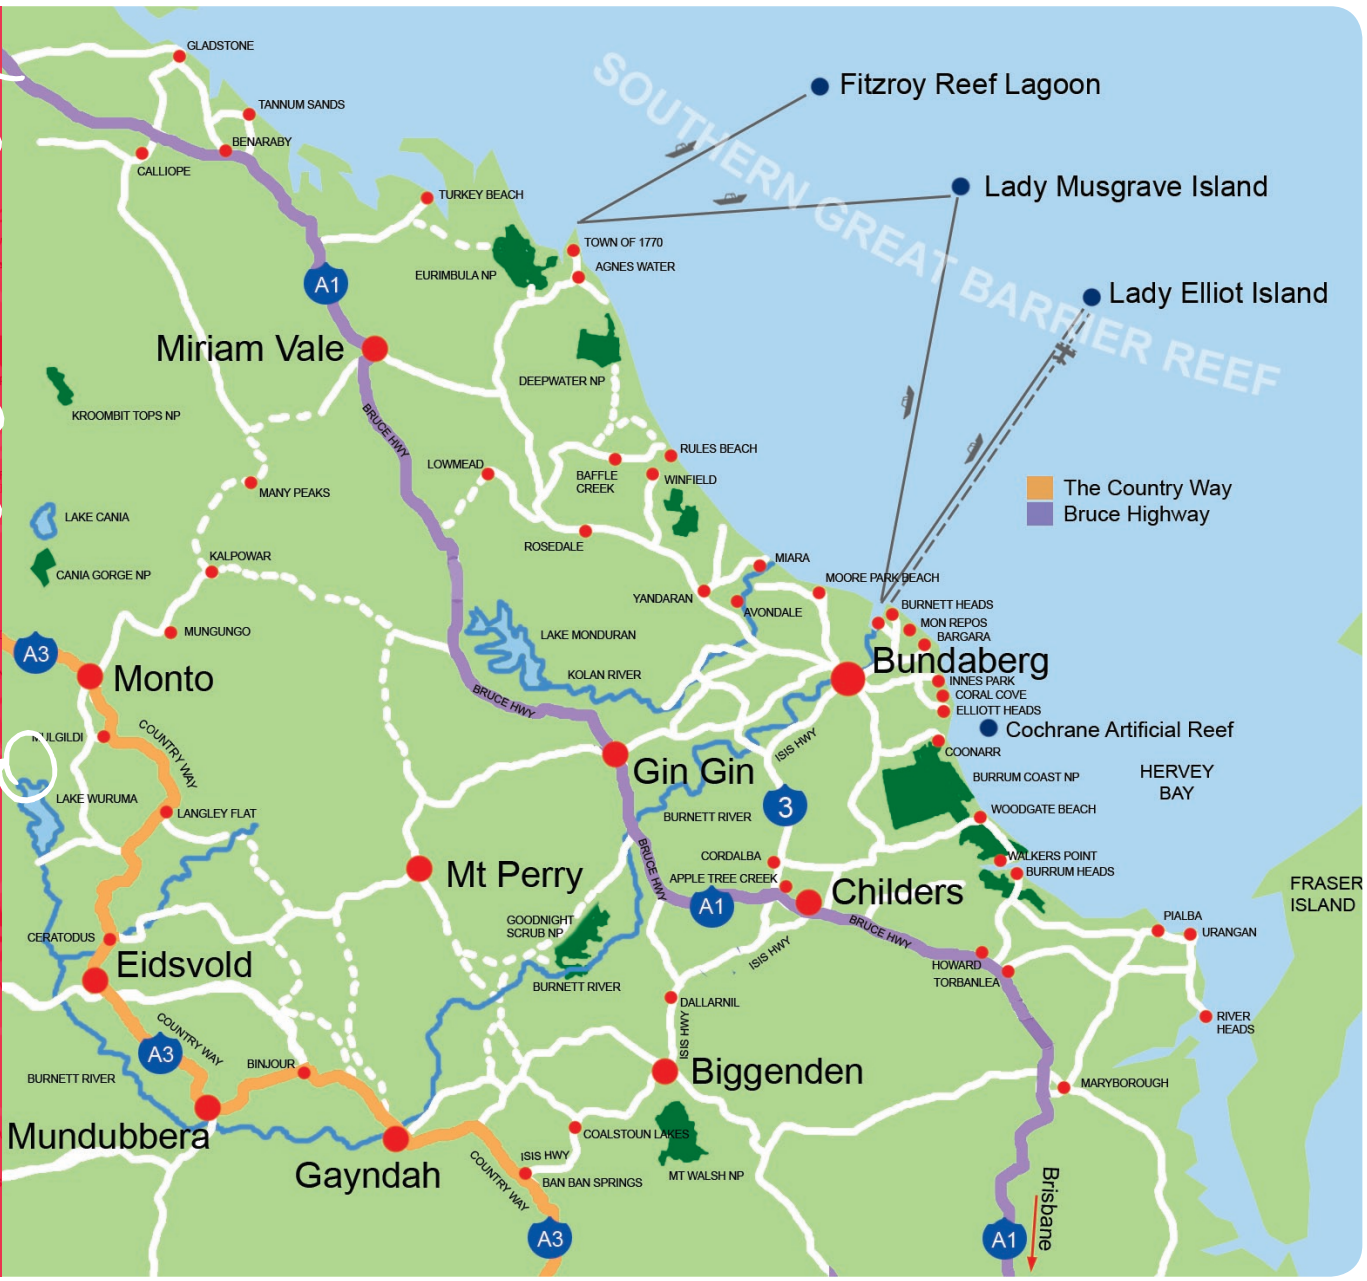 GLADSTONE
TANNUM SANDS
BENARABY
CALLIOPE
TURKEY BEACH
SOUTHERN GREAT BARRIER REEF
Fitzroy Reef Lagoon
Lady Musgrave Island
Lady Elliot Island
TOWN OF 1770
AGNES WATER
EURIMBULA NP
A1
Miriam Vale
DEEPWATER NP
KROOMBIT TOPS NP
BRUCE HWY
RULES BEACH
LOWMEAD
BAFFLE
CREEK
WINFIELD
MANY PEAKS
The Country Way
Bruce Highway
LAKE CANIA
ROSEDALE
KALPOWAR
CANIA GORGE NP
MIARA
MOORE PARK BEACH
YANDARAN
AVONDALE
BURNETT HEADS
MON REPOS
BARGARA
MUNGUNGO
LAKE MONDURAN
A3
Monto
KOLAN RIVER
Bundaberg
INNES PARK
CORAL COVE
ELLIOTT HEADS
BRUCE HWY
Cochrane Artificial Reef
MULGILDI
COUNTRY WAY
ISIS HWY
COONARR
Gin Gin
BURRUM COAST NP
HERVEY
BAY
LAKE WURUMA
LANGLEY FLAT
BURNETT RIVER
3
WOODGATE BEACH
BRUCE HWY
CORDALBA
WALKERS POINT
BURRUM HEADS
Mt Perry
APPLE TREE CREEK
Childers
A1
FRASER
ISLAND
GOODNIGHT
SCRUB NP
BRUCE HWY
PIALBA
URANGAN
CERATODUS
ISIS HWY
HOWARD
TORBANLEA
Eidsvold
BURNETT RIVER
DALLARNIL
RIVER
HEADS
COUNTRY WAY
A3
ISIS HWY
BINJOUR
Biggenden
BURNETT RIVER
MARYBOROUGH
Mundubbera
COALSTOUN LAKES
Gayndah
COUNTRY WAY
ISIS HWY
BAN BAN SPRINGS
MT WALSH NP
A3
A1
Brisbane